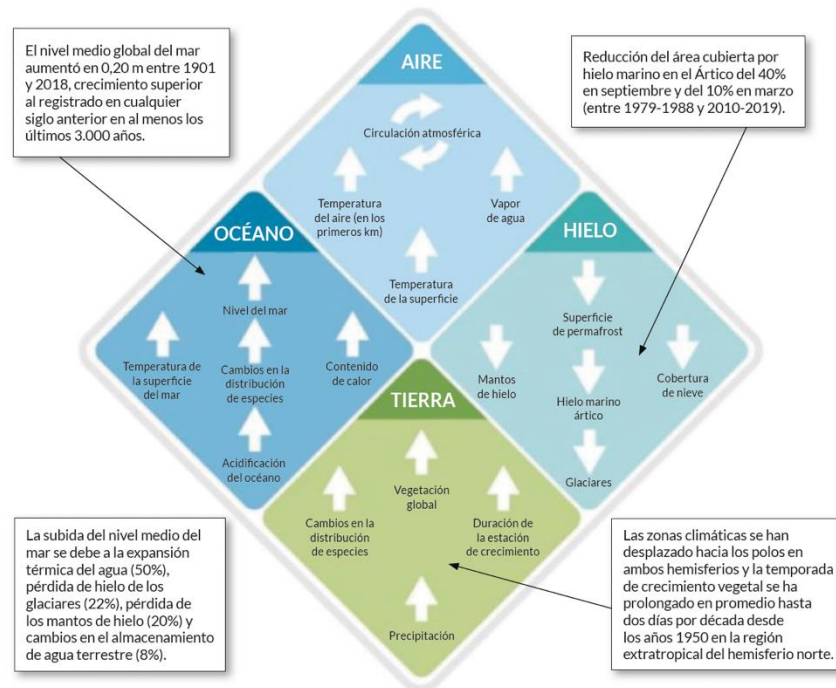 El nivel medio global del mar
aumentó en 0,20 m entre 1901
y 2018, crecimiento superior
al registrado en cualquier
siglo anterior en al menos los
últimos 3.000 años.
Reducción del área cubierta por
hielo marino en el Ártico del 40%
en septiembre y del 10% en marzo
(entre 1979-1988 y 2010-2019).
AIRE
Circulación atmosférica
Temperatura
del aire (en los
primeros km)
Vapor
de agua
Temperatura
de la superficie
OCÉANO
Nivel del mar
Temperatura de
la superficie
del mar
Cambios en la
distribución
de especies
Contenido
de calor
Acidificación
del océano
HIELO
Superficie
de permafrost
Mantos
de hielo
Hielo marino
ártico
Cobertura
de nieve
Glaciares
TIERRA
Vegetación
global
Cambios en la
distribución
de especies
Duración de
la estación
de crecimiento
Precipitación
La subida del nivel medio del
mar se debe a la expansión
térmica del agua (50%),
pérdida de hielo de los
glaciares (22%), pérdida de
los mantos de hielo (20%) y
cambios en el almacenamiento
de agua terrestre (8%).
Las zonas climáticas se han
desplazado hacia los polos en
ambos hemisferios y la temporada
de crecimiento vegetal se ha
prolongado en promedio hasta
dos días por década desde
los años 1950 en la región
extratropical del hemisferio norte.